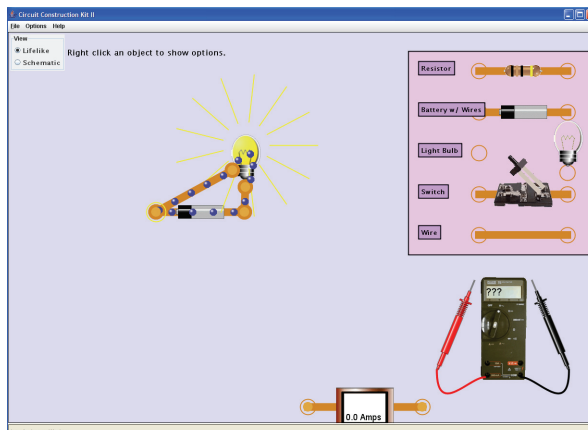 Circuit Construction Kit II
File Options Help
View
Lifelike
Schematic
Right click an object to show options.
Resistor
Battery w/ Wires
Light Bulb
Switch
Wire
???
0.0 Amps